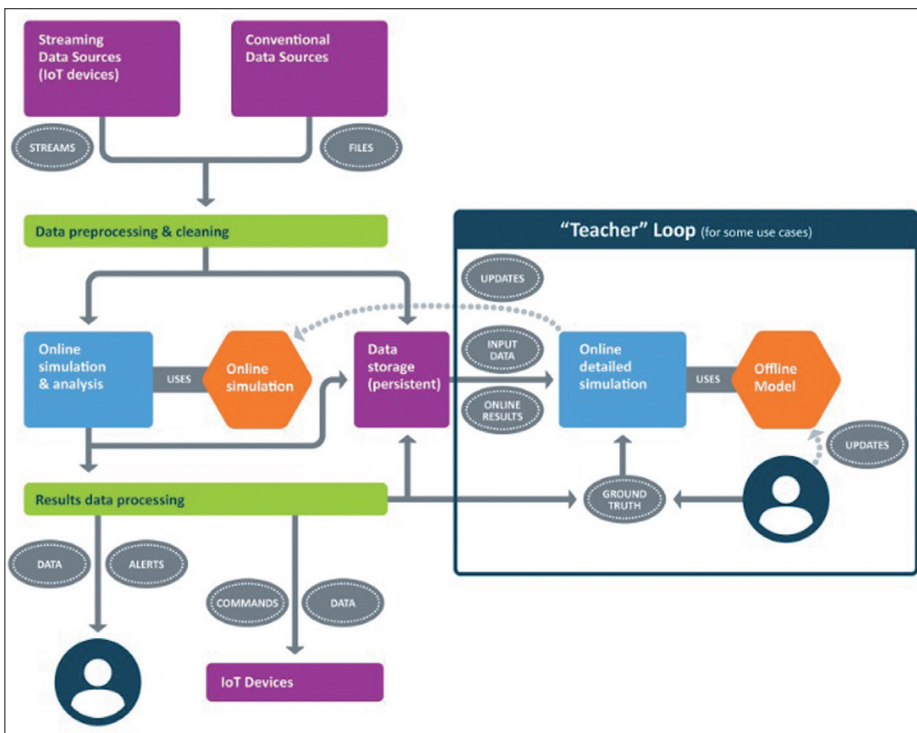 Streaming
Data Sources
(IoT devices)
Conventional
Data Sources
STREAMS
FILES
Data preprocessing & cleaning
“Teacher” Loop (for some use cases)
UPDATES
Online
simulation
& analysis
USES
Online
simulation
Data
storage
(persistent)
INPUT
DATA
ONLINE
RESULTS
Online
detailed
simulation
USES
Offline
Model
UPDATES
Results data processing
GROUND
TRUTH
DATA
ALERTS
COMMANDS
DATA
IoT Devices